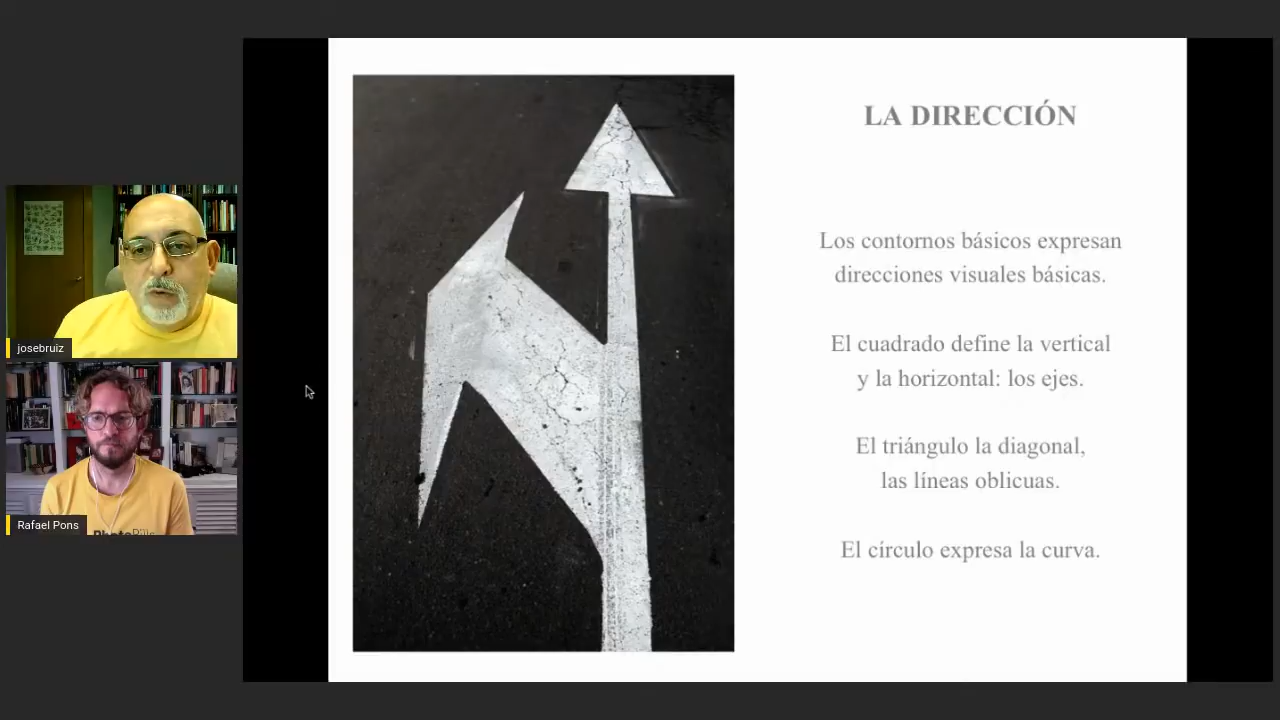 LA DIRECCIÓN
Los contornos básicos expresan
direcciones visuales básicas.
El cuadrado define la vertical
y la horizontal: los ejes.
El triángulo la diagonal,
las líneas oblicuas.
El círculo expresa la curva.
josebruiz
Rafael Pons